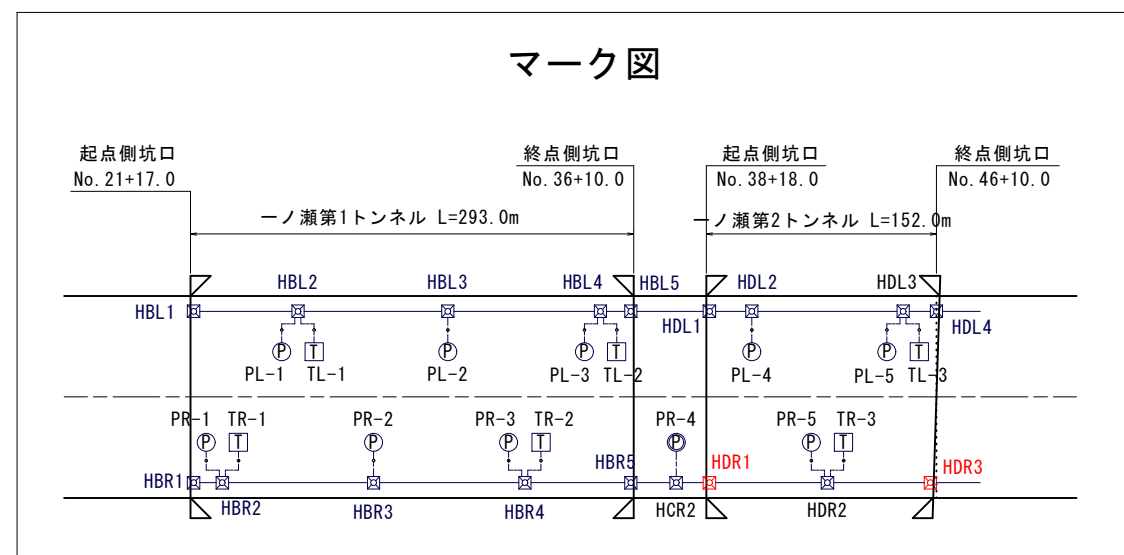 マーク図
起点側坑口
No.21+17.0
終点側坑口
No.36+10.0
起点側坑口
No.38+18.0
終点側坑口
No.46+10.0
一ノ瀬第1トンネル L=293.0m
一ノ瀬第2トンネル L=152.0m
HBL1
HBL2
HBL3
HBL4
HBL5
HDL1
HDL2
HDL3
HDL4
P
T
P
P
T
P
P
T
PL-1
TL-1
PL-2
PL-3
TL-2
PL-4
PL-5
TL-3
PR-1
TR-1
PR-2
PR-3
TR-2
PR-4
PR-5
TR-3
P
T
P
P
T
P
P
T
HBR1
HBR2
HBR3
HBR4
HBR5
HCR2
HDR1
HDR2
HDR3